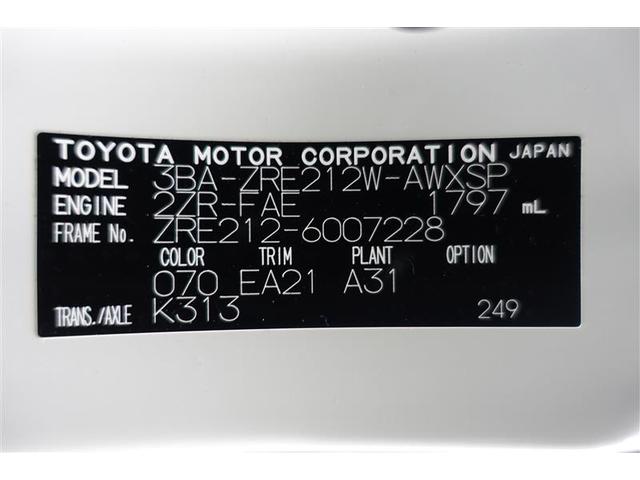 TOYOTA MOTOR CORPORATION JAPAN
MODEL 3BA-ZRE212W-AWXSP
ENGINE 2ZR-FAE 1797 mL
FRAME No. ZRE212-6007228
COLOR TRIM PLANT OPTION
070 EA21 A31
TRANS./AXLE K313 249